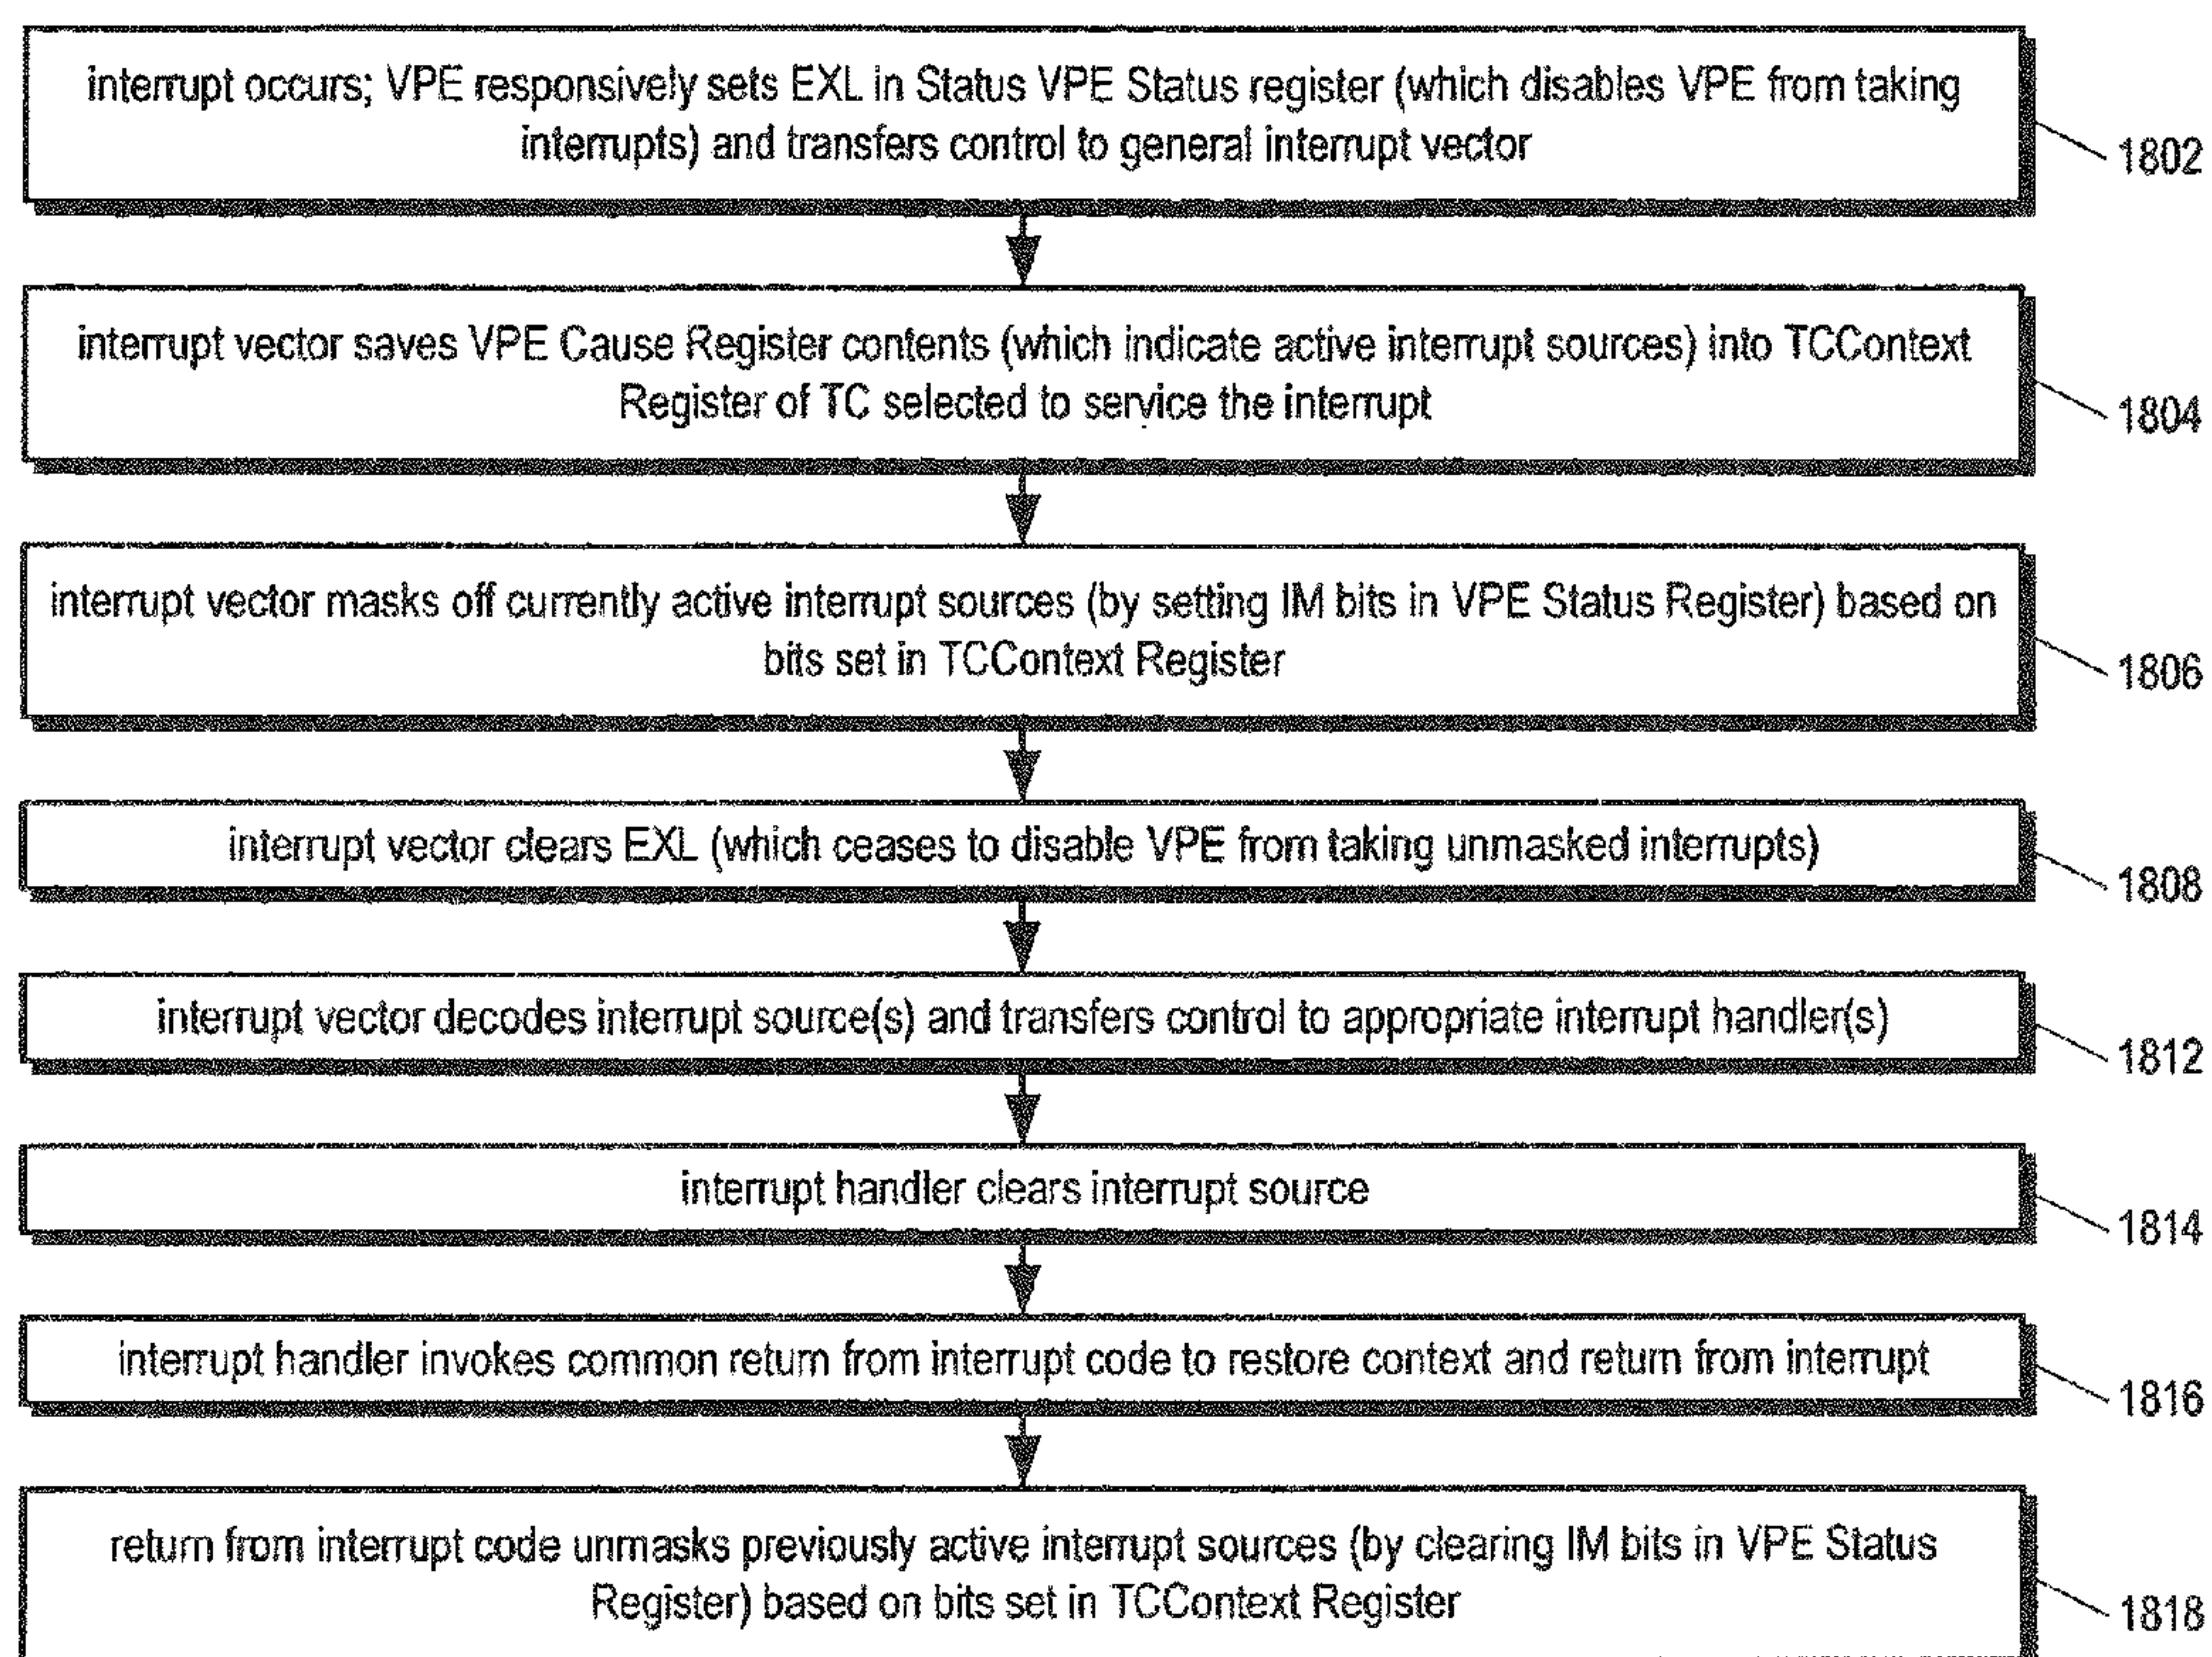 interrupt occurs; VPE responsively sets EXL in Status VPE Status register (which disables VPE from taking
interrupts) and transfers control to general interrupt vector
1802
interrupt vector saves VPE Cause Register contents (which indicate active interrupt sources) into TCContext
Register of TC selected to service the interrupt
1804
interrupt vector masks off currently active interrupt sources (by setting IM bits in VPE Status Register) based on
bits set in TCContext Register
1806
interrupt vector clears EXL (which ceases to disable VPE from taking unmasked interrupts)
1808
interrupt vector decodes interrupt source(s) and transfers control to appropriate interrupt handler(s)
1812
interrupt handler clears interrupt source
1814
interrupt handler invokes common return from interrupt code to restore context and return from interrupt
1816
return from interrupt code unmasks previously active interrupt sources (by clearing IM bits in VPE Status
Register) based on bits set in TCContext Register
1818